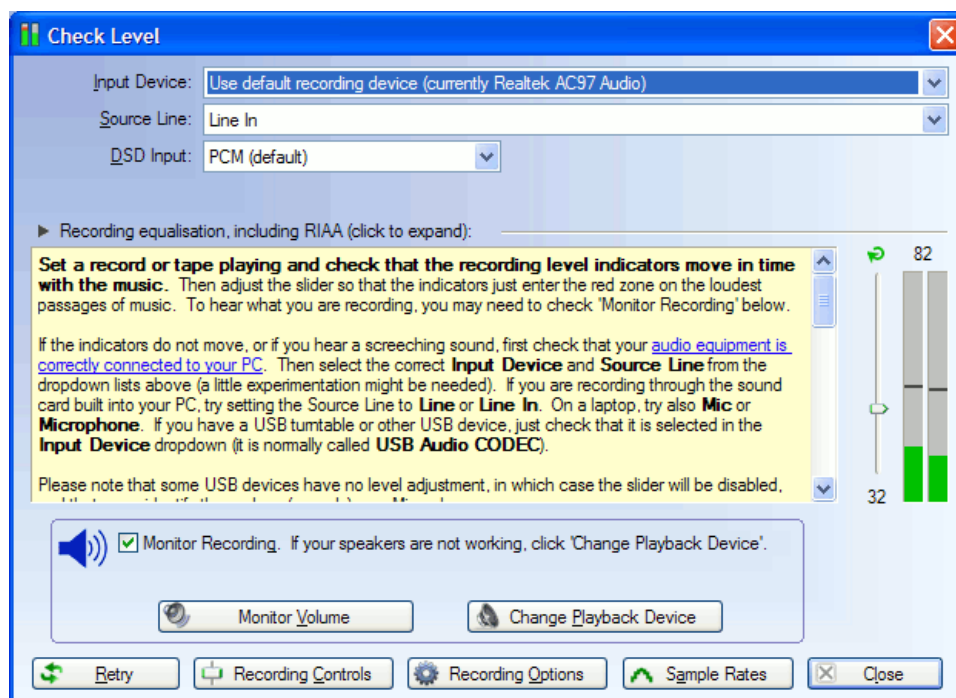 Check Level
Input Device: Use default recording device (currently Realtek AC97 Audio)
Source Line: Line In
DSD Input: PCM (default)
Recording equalisation, including RIAA (click to expand):
82
Set a record or tape playing and check that the recording level indicators move in time
with the music. Then adjust the slider so that the indicators just enter the red zone on the loudest
passages of music. To hear what you are recording, you may need to check 'Monitor Recording' below.
If the indicators do not move, or if you hear a screeching sound, first check that your audio equipment is
correctly connected to your PC. Then select the correct Input Device and Source Line from the
dropdown lists above (a little experimentation might be needed). If you are recording through the sound
card built into your PC, try setting the Source Line to Line or Line In. On a laptop, try also Mic or
Microphone. If you have a USB turntable or other USB device, just check that it is selected in the
Input Device dropdown (it is normally called USB Audio CODEC).
Please note that some USB devices have no level adjustment, in which case the slider will be disabled,
32
Monitor Recording. If your speakers are not working, click 'Change Playback Device'.
Monitor Volume
Change Playback Device
Retry
Recording Controls
Recording Options
Sample Rates
Close